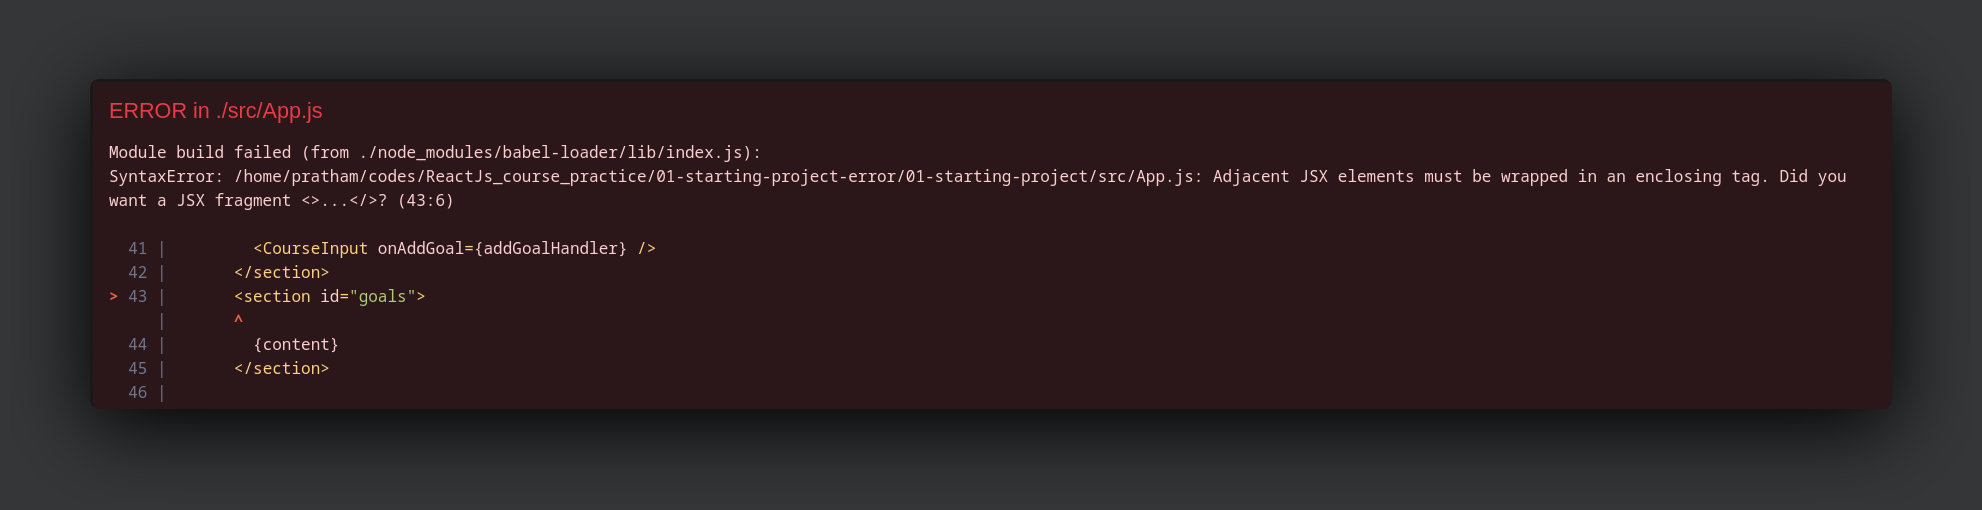 ERROR in ./src/App.js
Module build failed (from ./node_modules/babel-loader/lib/index.js):
SyntaxError: /home/pratham/codes/ReactJs_course_practice/01-starting-project-error/01-starting-project/src/App.js: Adjacent JSX elements must be wrapped in an enclosing tag. Did you
want a JSX fragment <>...</>? (43:6)
  41 |         <CourseInput onAddGoal={addGoalHandler} />
  42 |       </section>
> 43 |       <section id="goals">
     |       ^
  44 |         {content}
  45 |       </section>
  46 |